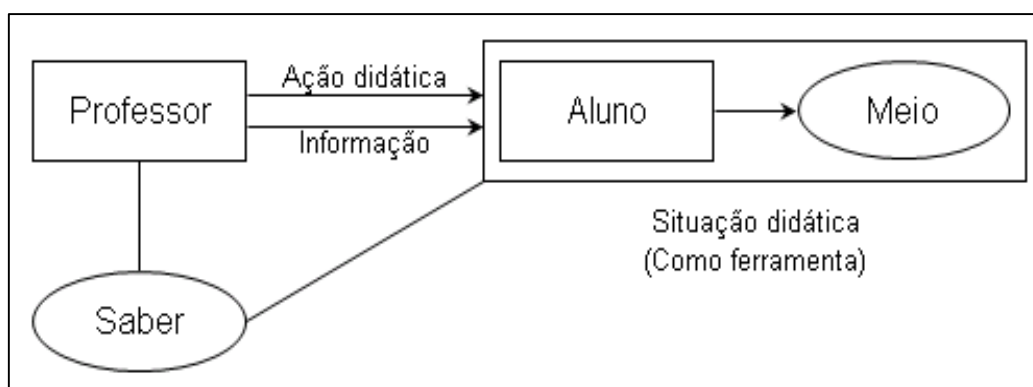 Professor
Ação didática
Informação
Aluno
Meio
Situação didática
(Como ferramenta)
Saber